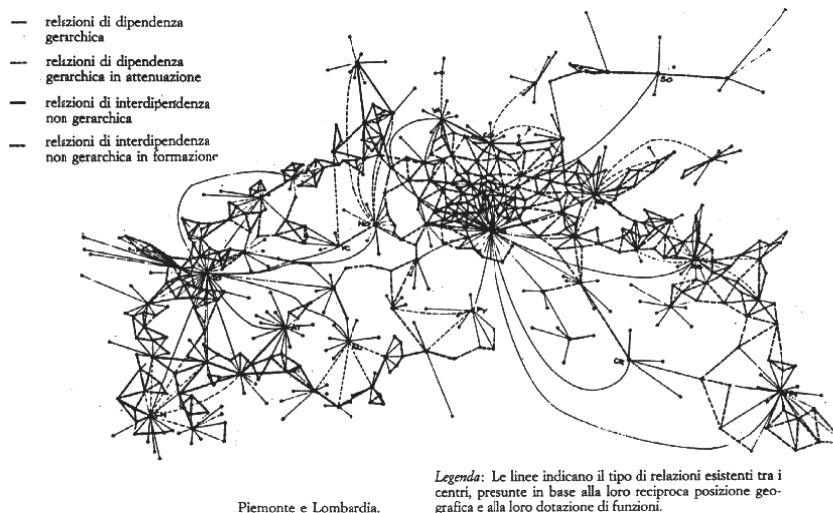 relazioni di dipendenza
gerarchica
relazioni di dipendenza
gerarchica in attenuazione
relazioni di interdipendenza
non gerarchica
relazioni di interdipendenza
non gerarchica in formazione
SO
VC
CR
PV
CN
Piemonte e Lombardia.
Legenda: Le linee indicano il tipo di relazioni esistenti tra i
centri, presunte in base alla loro reciproca posizione geo-
grafica e alla loro dotazione di funzioni.